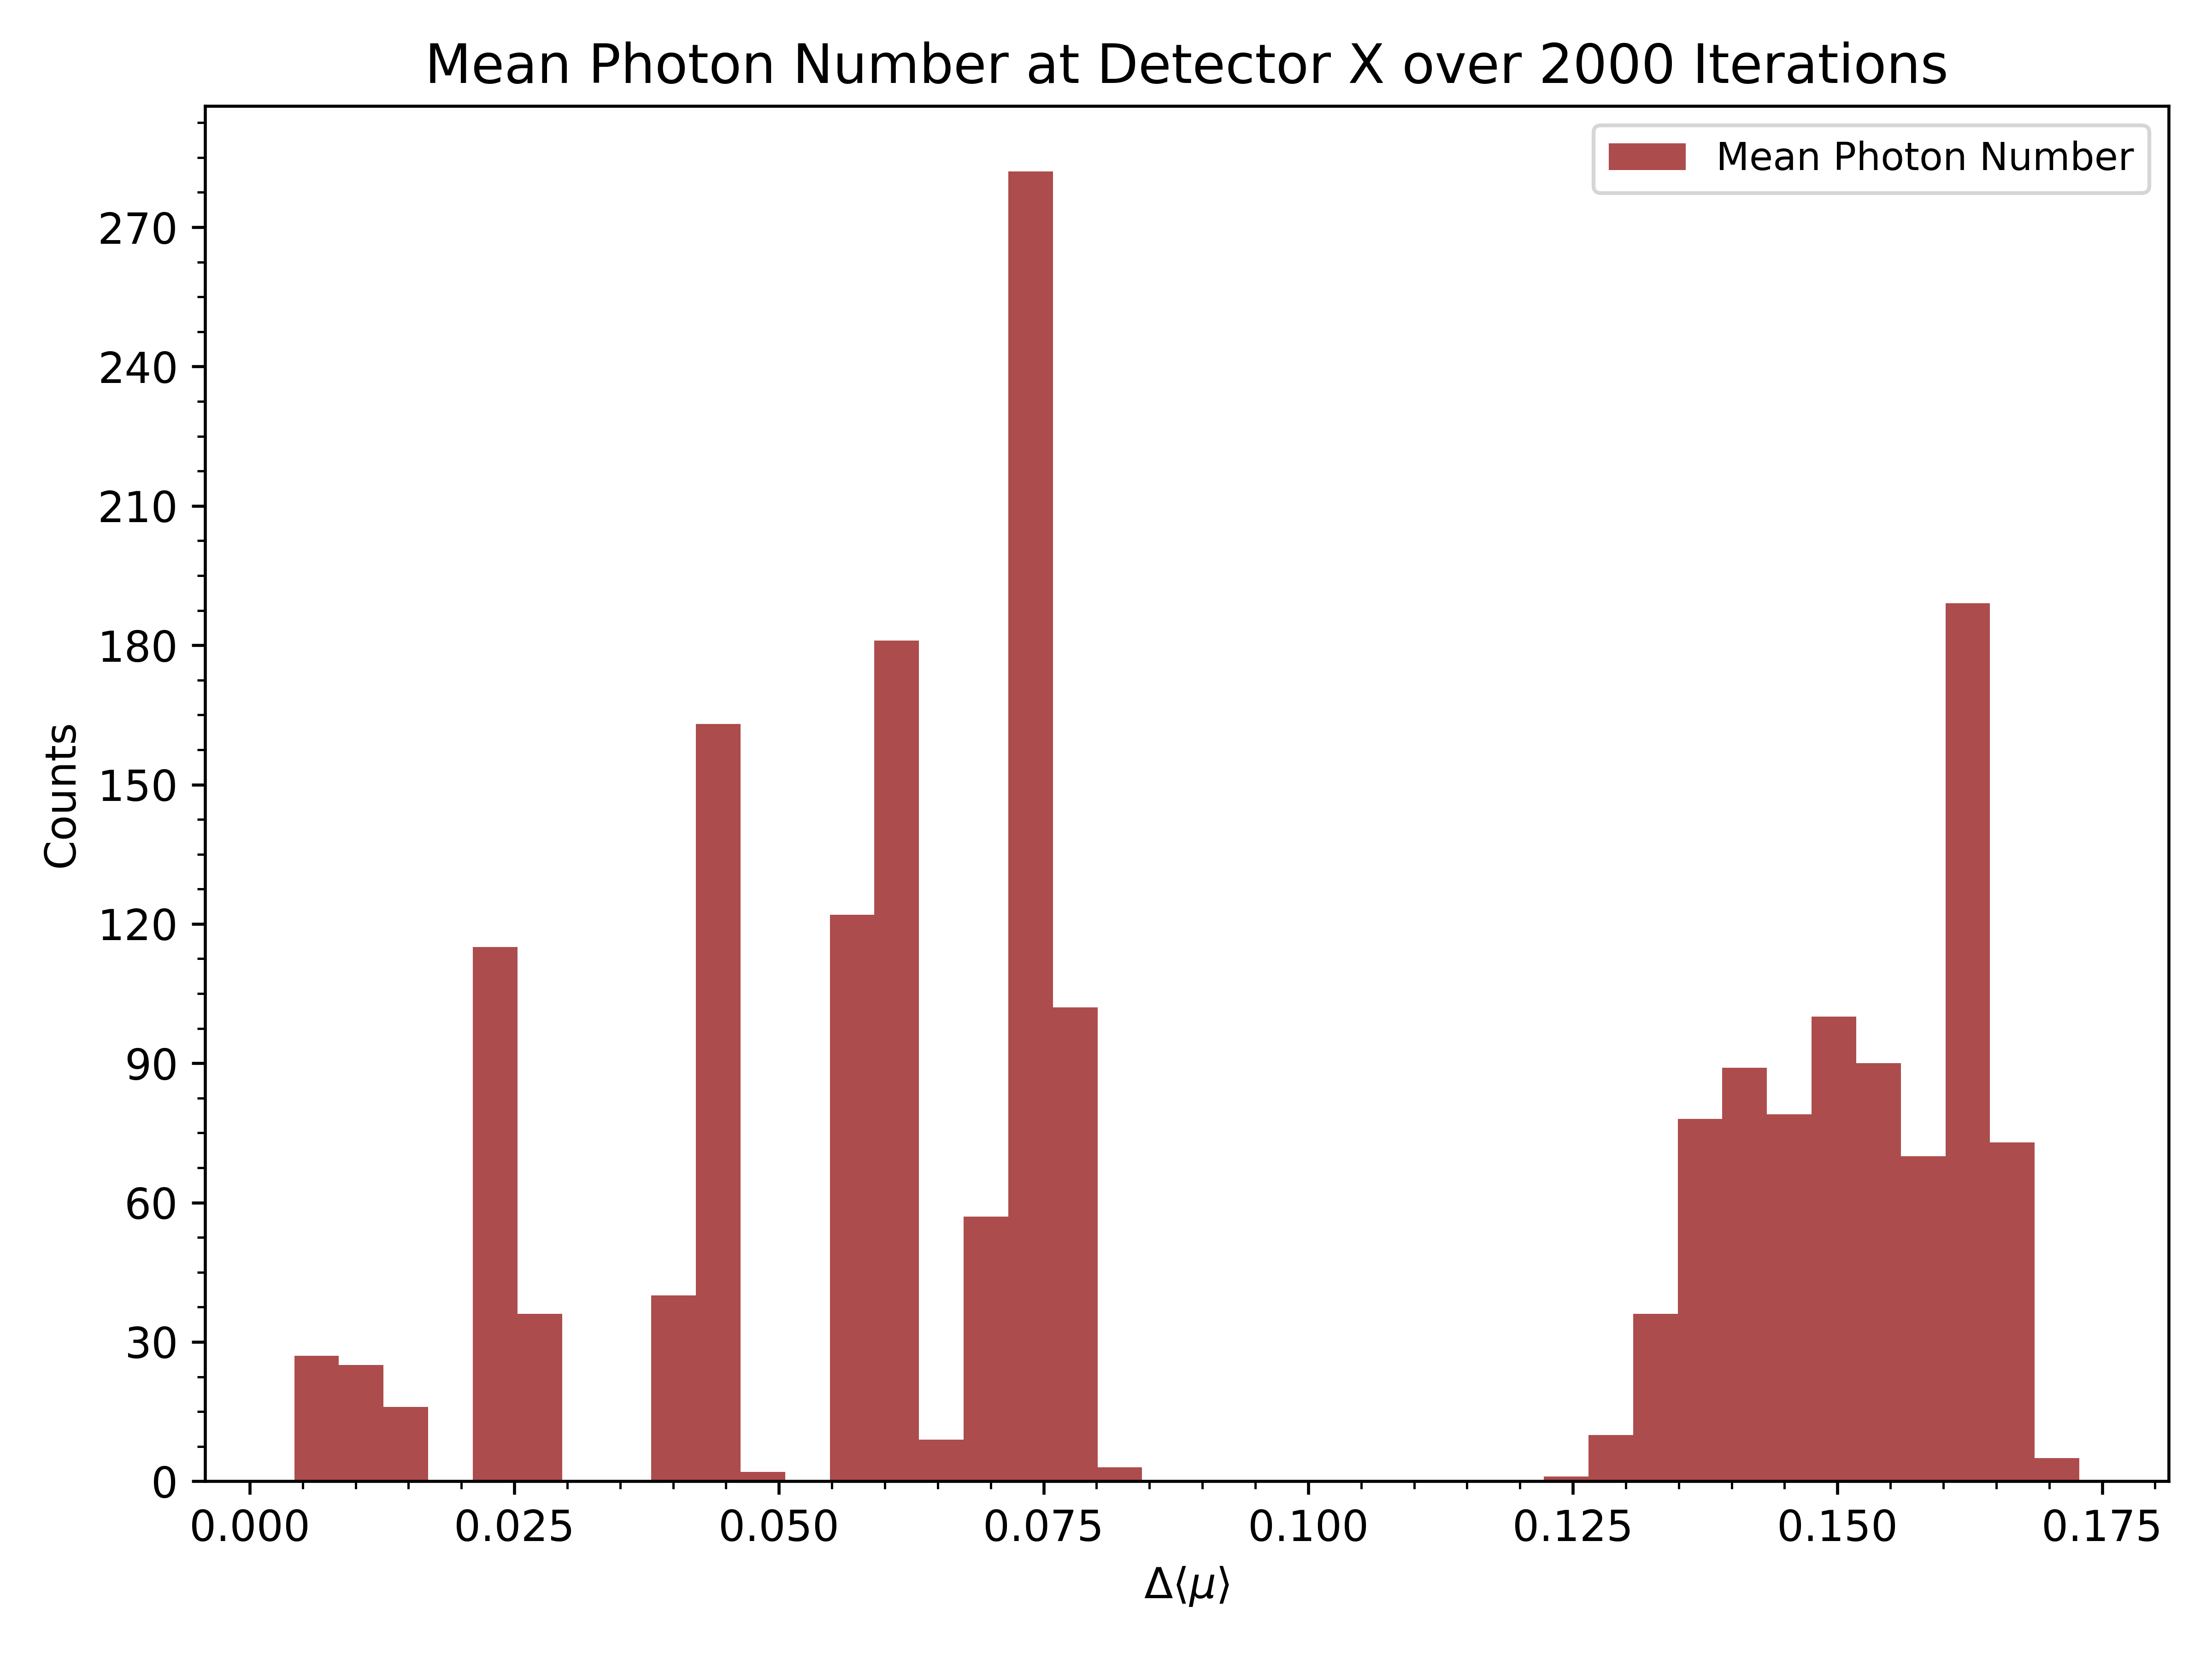 Mean Photon Number at Detector X over 2000 Iterations
Mean Photon Number
270
240
210
180
150
120
90
60
30
0
Counts
0.000 0.025 0.050 0.075 0.100 0.125 0.150 0.175
Δ⟨μ⟩